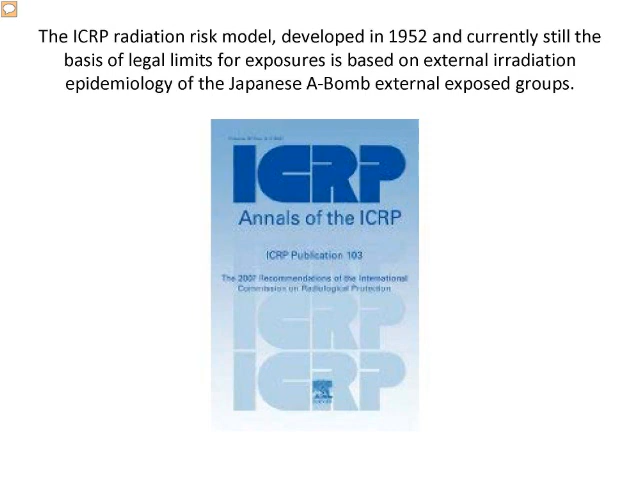 The ICRP radiation risk model, developed in 1952 and currently still the
basis of legal limits for exposures is based on external irradiation
epidemiology of the Japanese A-Bomb external exposed groups.
ICRP
Annals of the ICRP
ICRP Publication 103
The 2007 Recommendations of the International
Commission on Radiological Protection
ICRP
ICRP